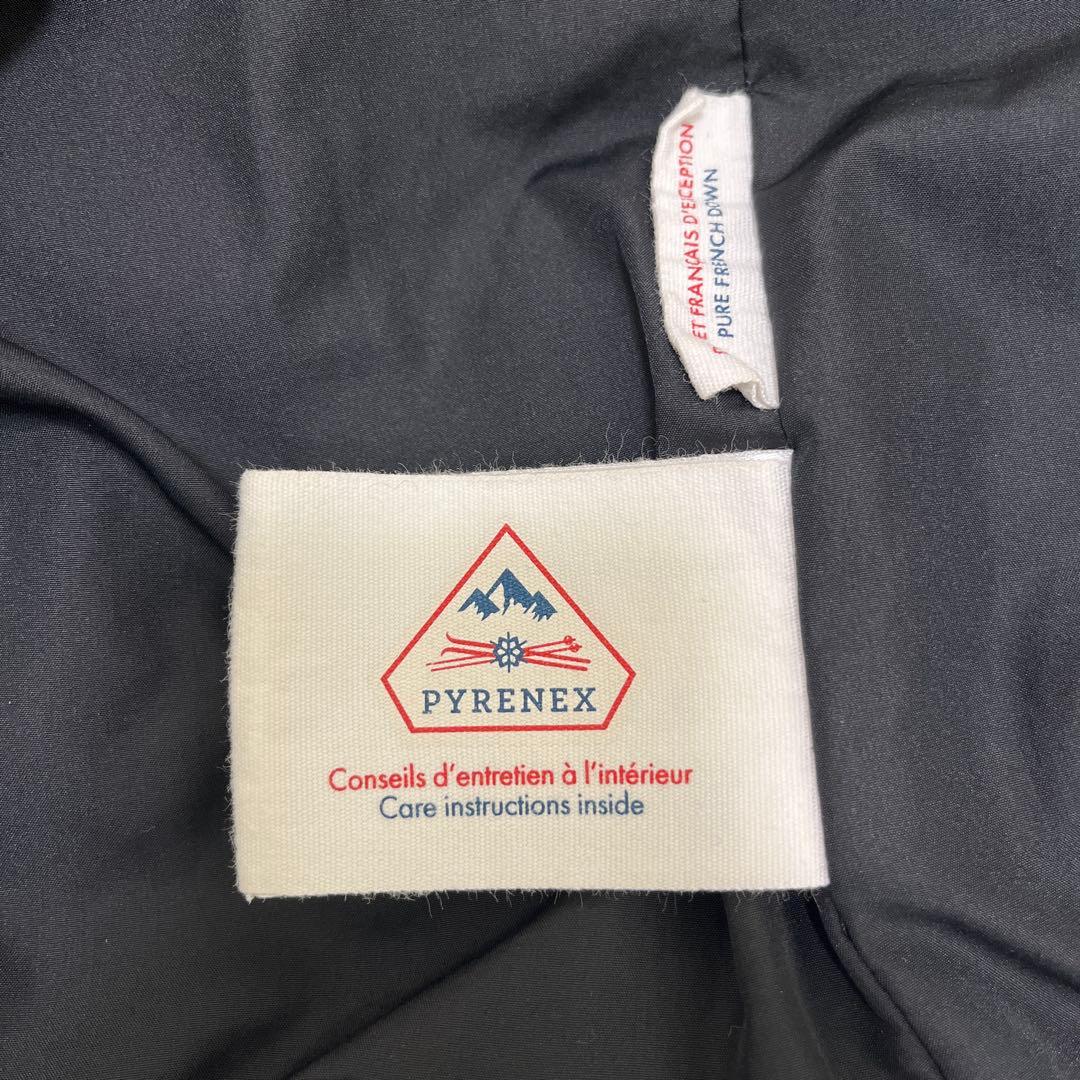 ET FRANÇAIS D'EXCEPTION
PURE FRENCH DOWN
PYRENEX
Conseils d'entretien à l'intérieur
Care instructions inside